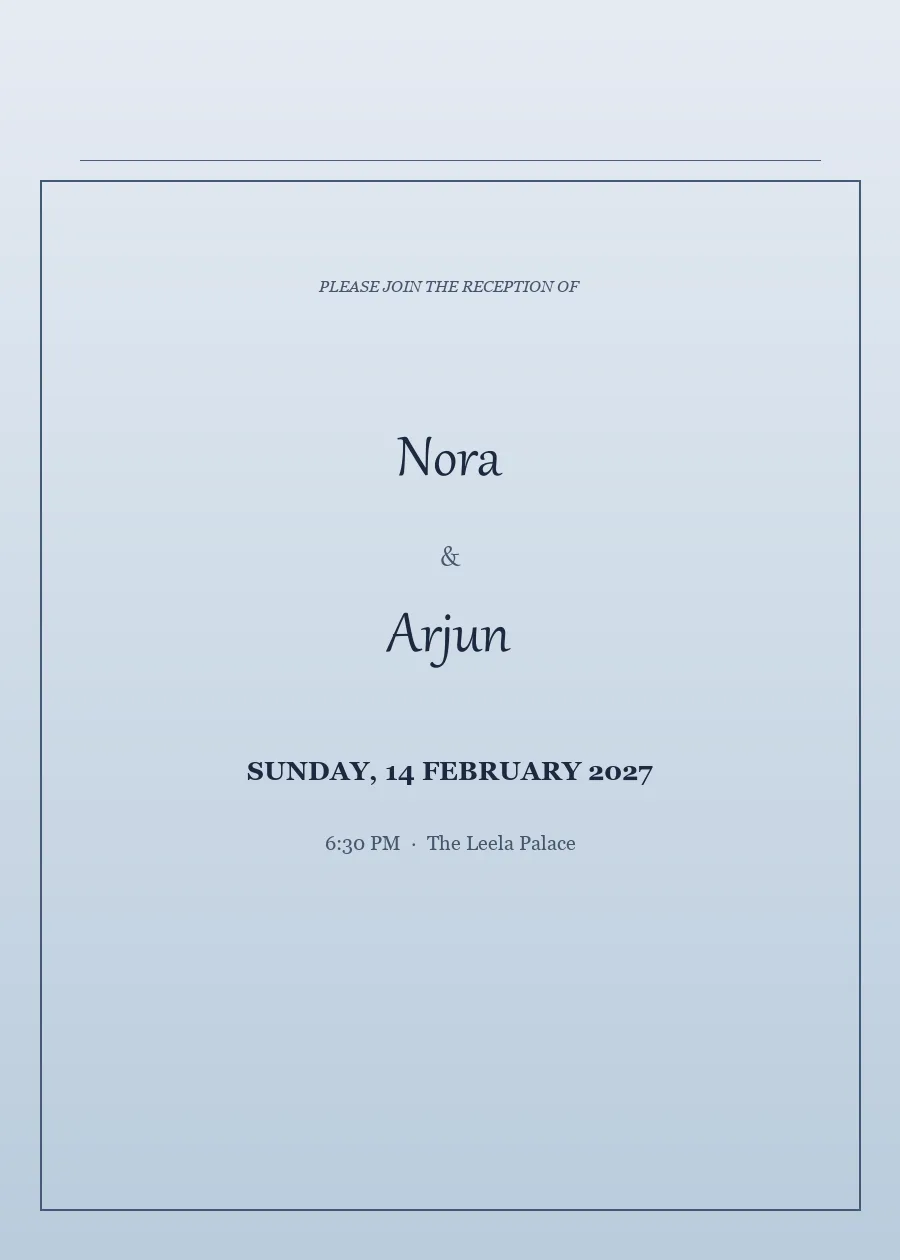 PLEASE JOIN THE RECEPTION OF
Nora
&
Arjun
SUNDAY, 14 FEBRUARY 2027
6:30 PM · The Leela Palace